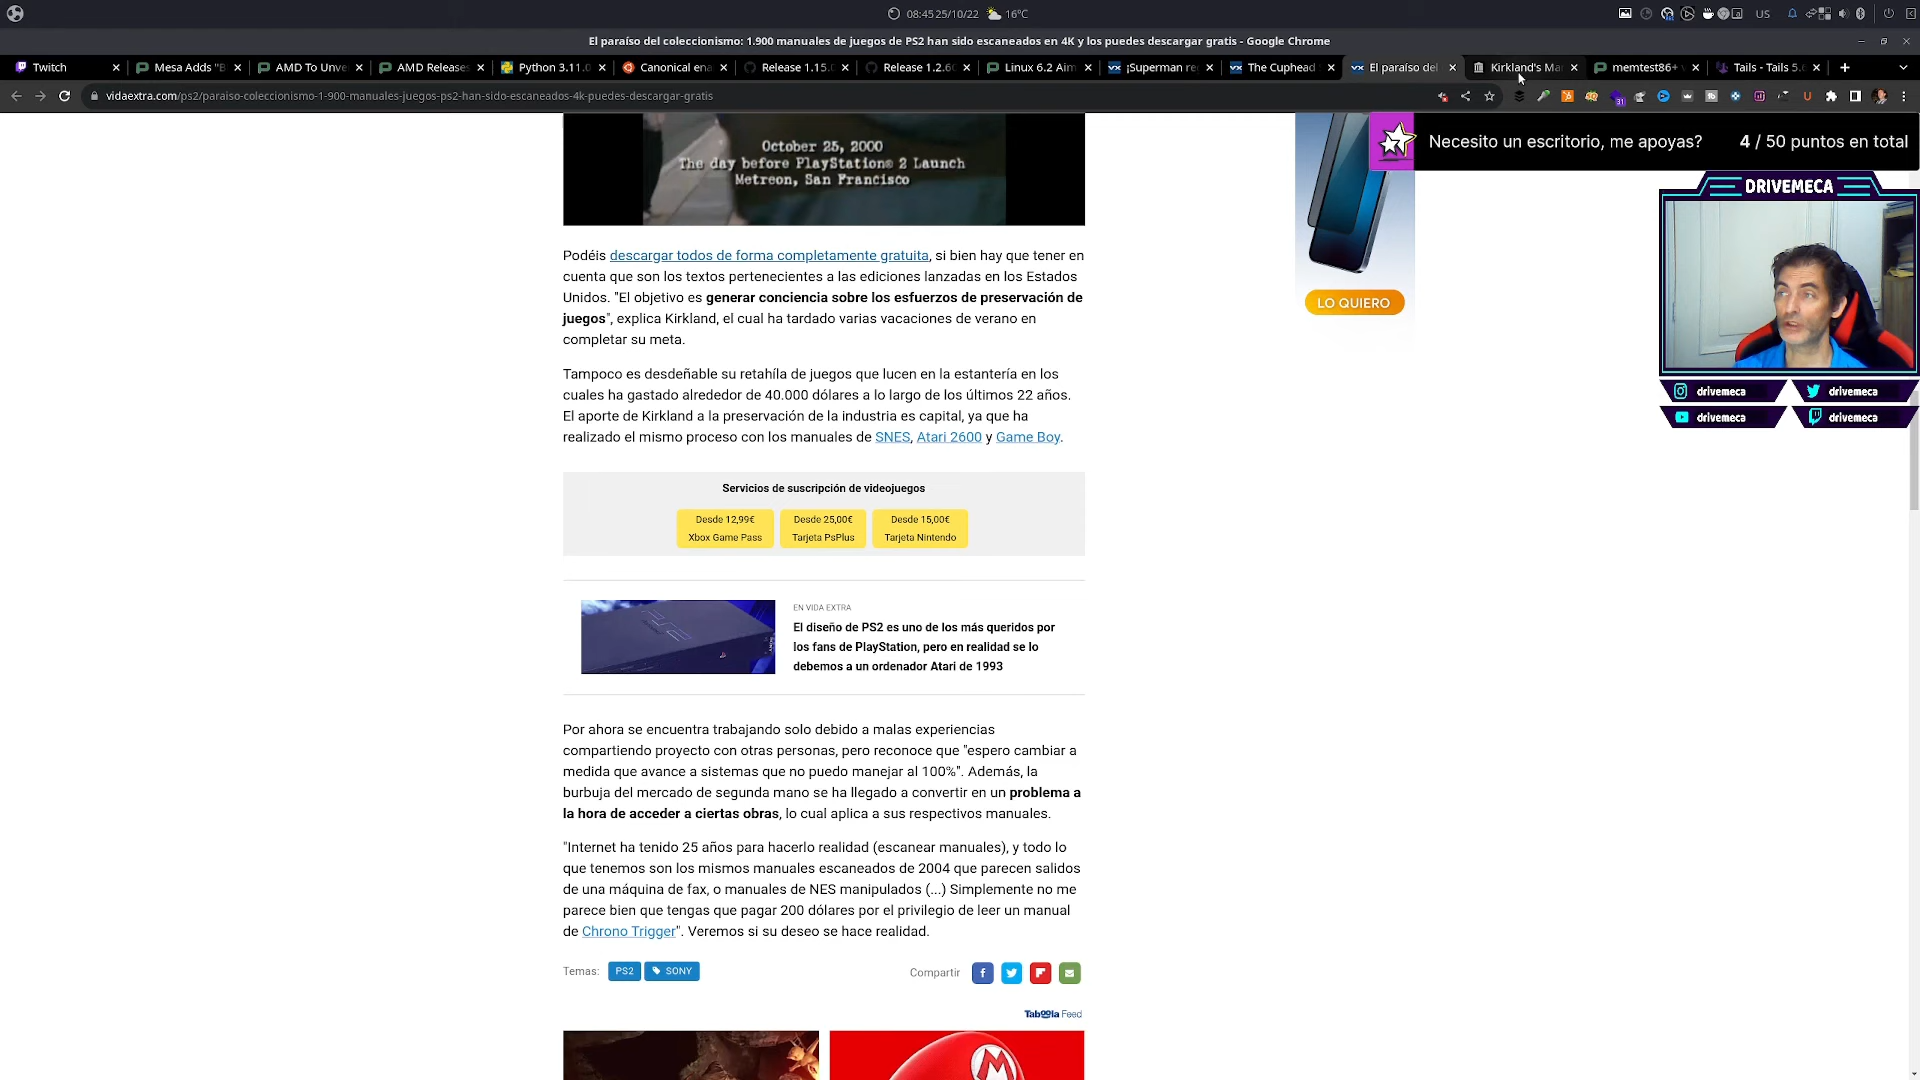 08:45 25/10/22
16°C
US
El paraíso del coleccionismo: 1.900 manuales de juegos de PS2 han sido escaneados en 4K y los puedes descargar gratis - Google Chrome
Twitch
Mesa Adds "B
AMD To Unve
AMD Releases
Python 3.11.0
Canonical ena
Release 1.15.0
Release 1.2.60
Linux 6.2 Aim
¡Superman re
The Cuphead
El paraíso del
Kirkland's Ma
memtest86+ v
Tails - Tails 5.
vidaextra.com/ps2/paraiso-coleccionismo-1-900-manuales-juegos-ps2-han-sido-escaneados-4k-puedes-descargar-gratis
31
October 25, 2000
The day before PlayStation® 2 Launch
Metreon, San Francisco
Necesito un escritorio, me apoyas?
4 / 50 puntos en total
DRIVEMECA
drivemeca
drivemeca
drivemeca
drivemeca
LO QUIERO
Podéis descargar todos de forma completamente gratuita, si bien hay que tener en
cuenta que son los textos pertenecientes a las ediciones lanzadas en los Estados
Unidos. "El objetivo es generar conciencia sobre los esfuerzos de preservación de
juegos", explica Kirkland, el cual ha tardado varias vacaciones de verano en
completar su meta.
Tampoco es desdeñable su retahíla de juegos que lucen en la estantería en los
cuales ha gastado alrededor de 40.000 dólares a lo largo de los últimos 22 años.
El aporte de Kirkland a la preservación de la industria es capital, ya que ha
realizado el mismo proceso con los manuales de SNES, Atari 2600 y Game Boy.
Servicios de suscripción de videojuegos
Desde 12,99€
Xbox Game Pass
Desde 25,00€
Tarjeta PsPlus
Desde 15,00€
Tarjeta Nintendo
EN VIDA EXTRA
El diseño de PS2 es uno de los más queridos por
los fans de PlayStation, pero en realidad se lo
debemos a un ordenador Atari de 1993
Por ahora se encuentra trabajando solo debido a malas experiencias
compartiendo proyecto con otras personas, pero reconoce que "espero cambiar a
medida que avance a sistemas que no puedo manejar al 100%". Además, la
burbuja del mercado de segunda mano se ha llegado a convertir en un problema a
la hora de acceder a ciertas obras, lo cual aplica a sus respectivos manuales.
"Internet ha tenido 25 años para hacerlo realidad (escanear manuales), y todo lo
que tenemos son los mismos manuales escaneados de 2004 que parecen salidos
de una máquina de fax, o manuales de NES manipulados (...) Simplemente no me
parece bien que tengas que pagar 200 dólares por el privilegio de leer un manual
de Chrono Trigger". Veremos si su deseo se hace realidad.
Temas:
PS2
SONY
Compartir
Taboola Feed
M